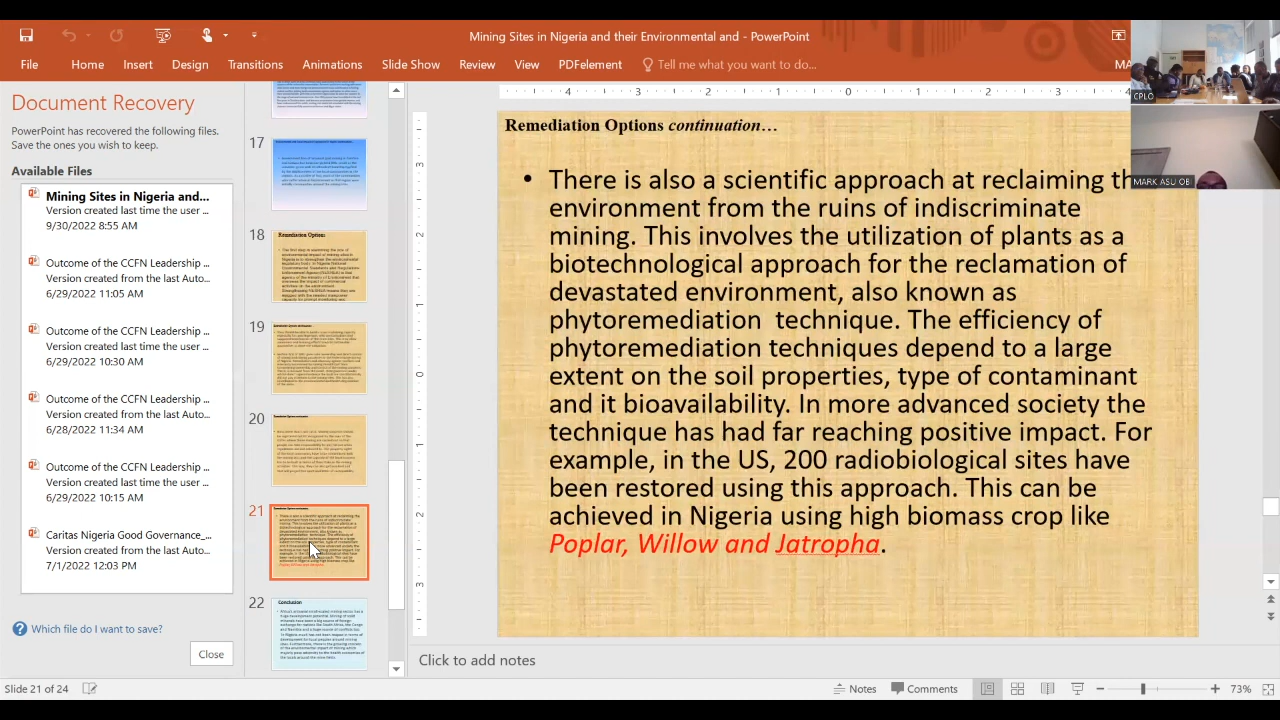 Mining Sites in Nigeria and their Environmental and - PowerPoint
File Home Insert Design Transitions Animations Slide Show Review View PDFelement Tell me what you want to do... MA
CPLO
MARK ASU OB
Document Recovery
PowerPoint has recovered the following files.
Save the ones you wish to keep.
Available Files
Mining Sites in Nigeria and...
Version created last time the user ...
9/30/2022 8:55 AM
Outcome of the CCFN Leadership ...
Version created from the last Auto...
6/29/2022 11:05 AM
Outcome of the CCFN Leadership ...
Version created last time the user ...
6/29/2022 10:30 AM
Outcome of the CCFN Leadership ...
Version created from the last Auto...
6/28/2022 11:34 AM
Outcome of the CCFN Leadership ...
Version created last time the user ...
6/29/2022 10:15 AM
Caritas Nigeria Good Governance_...
Version created from the last Auto...
7/1/2022 12:03 PM
I want to save?
Close
17
18
Remediation Options
19
20
21
22
Conclusion
Remediation Options continuation...
• There is also a scientific approach at reclaiming th
environment from the ruins of indiscriminate
mining. This involves the utilization of plants as a
biotechnological approach for the reclamation of
devastated environment, also known as
phytoremediation technique. The efficiency of
phytoremediation techniques depend to a large
extent on the soil properties, type of contaminant
and it bioavailability. In more advanced society the
technique has had far reaching positive impact. For
example, in the US, 200 radiobiological sites have
been restored using this approach. This can be
achieved in Nigeria using high biomass crop like
Poplar, Willow and Jatropha.
Click to add notes
Slide 21 of 24 Notes Comments 73%